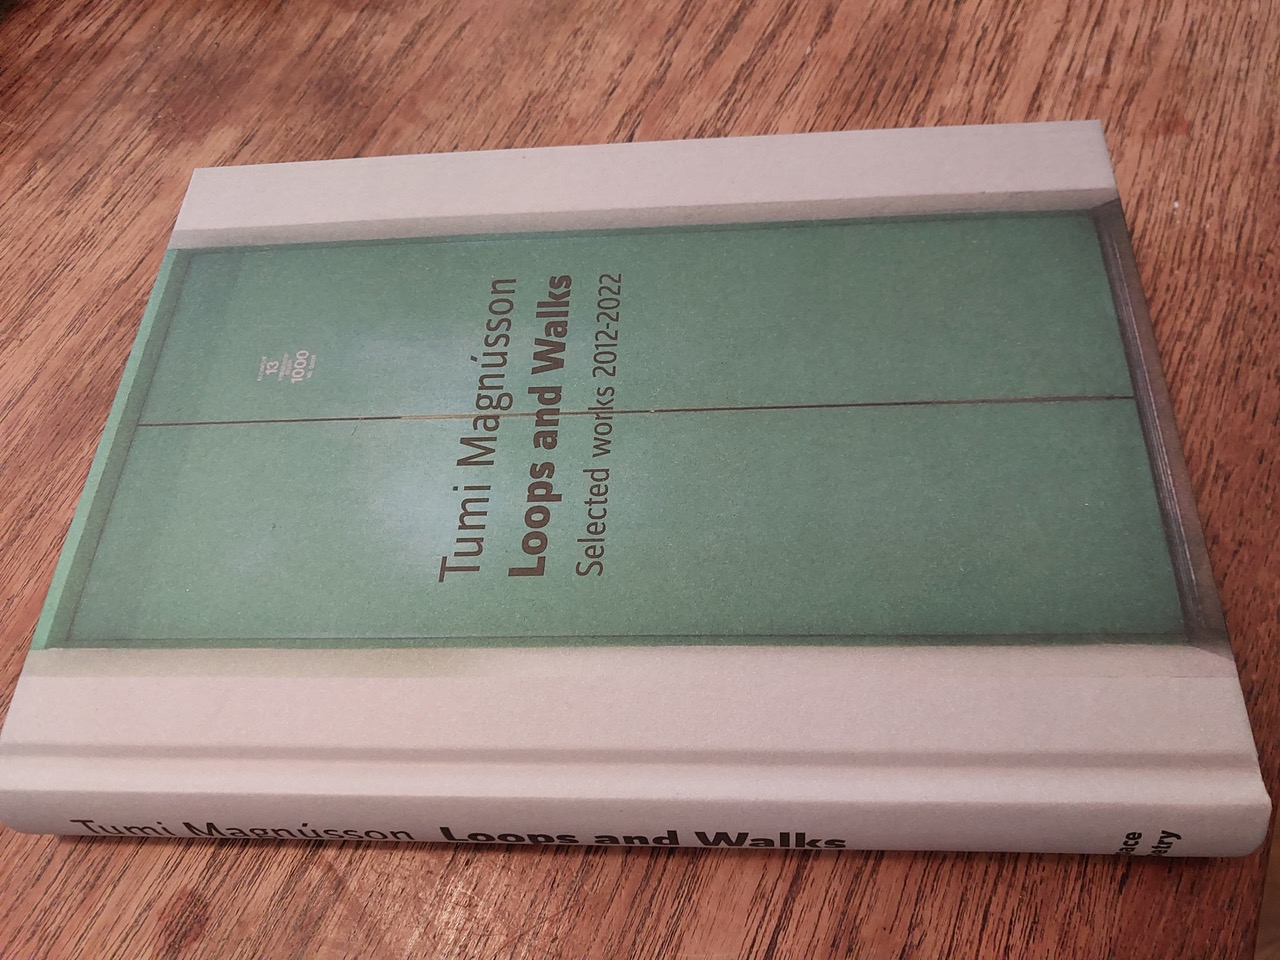 13
1000
Tumi Magnússon
Loops and Walks
Selected works 2012-2022
Tumi Magnússon Loops and Walks